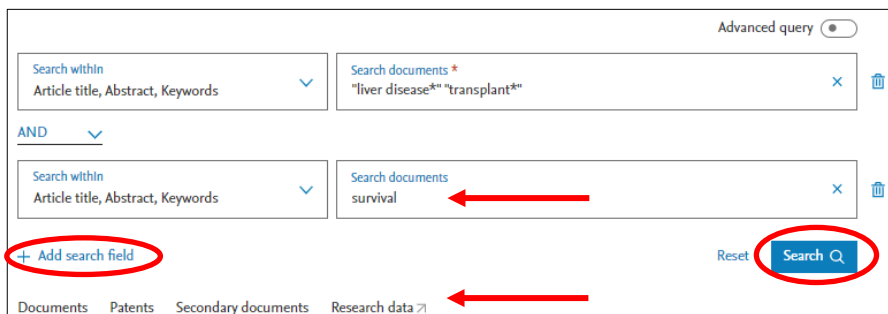 Advanced query
Search within
Article title, Abstract, Keywords
Search documents *
"liver disease*" "transplant*"
AND
Search within
Article title, Abstract, Keywords
Search documents
survival
+ Add search field
Reset
Search
Documents Patents Secondary documents Research data